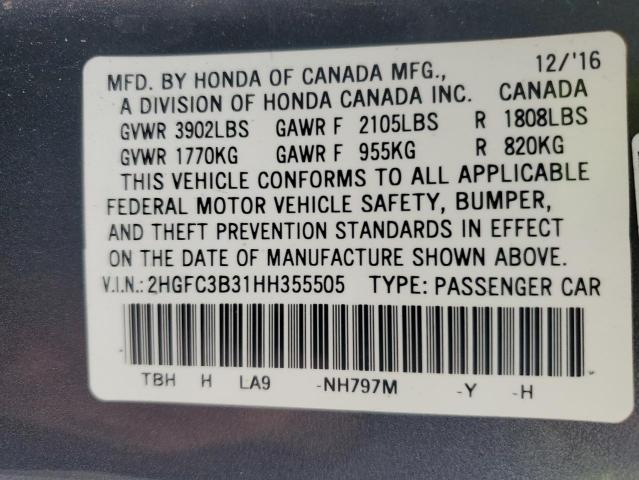 MFD. BY HONDA OF CANADA MFG., 12/'16
A DIVISION OF HONDA CANADA INC. CANADA
GVWR 3902LBS GAWR F 2105LBS R 1808LBS
GVWR 1770KG GAWR F 955KG R 820KG
THIS VEHICLE CONFORMS TO ALL APPLICABLE
FEDERAL MOTOR VEHICLE SAFETY, BUMPER,
AND THEFT PREVENTION STANDARDS IN EFFECT
ON THE DATE OF MANUFACTURE SHOWN ABOVE.
V.I.N.: 2HGFC3B31HH355505 TYPE: PASSENGER CAR
TBH H LA9 -NH797M -Y -H